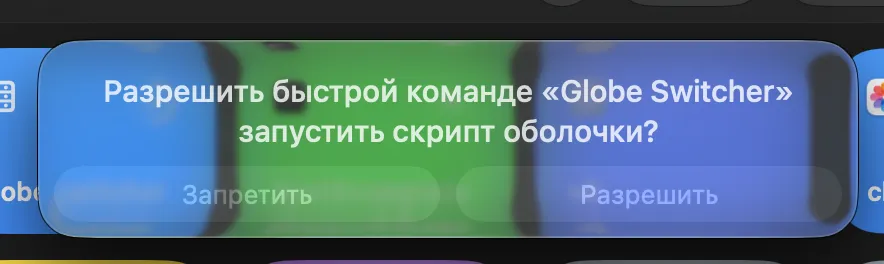 Разрешить быстрой команде «Globe Switcher»
запустить скрипт оболочки?
Запретить
Разрешить